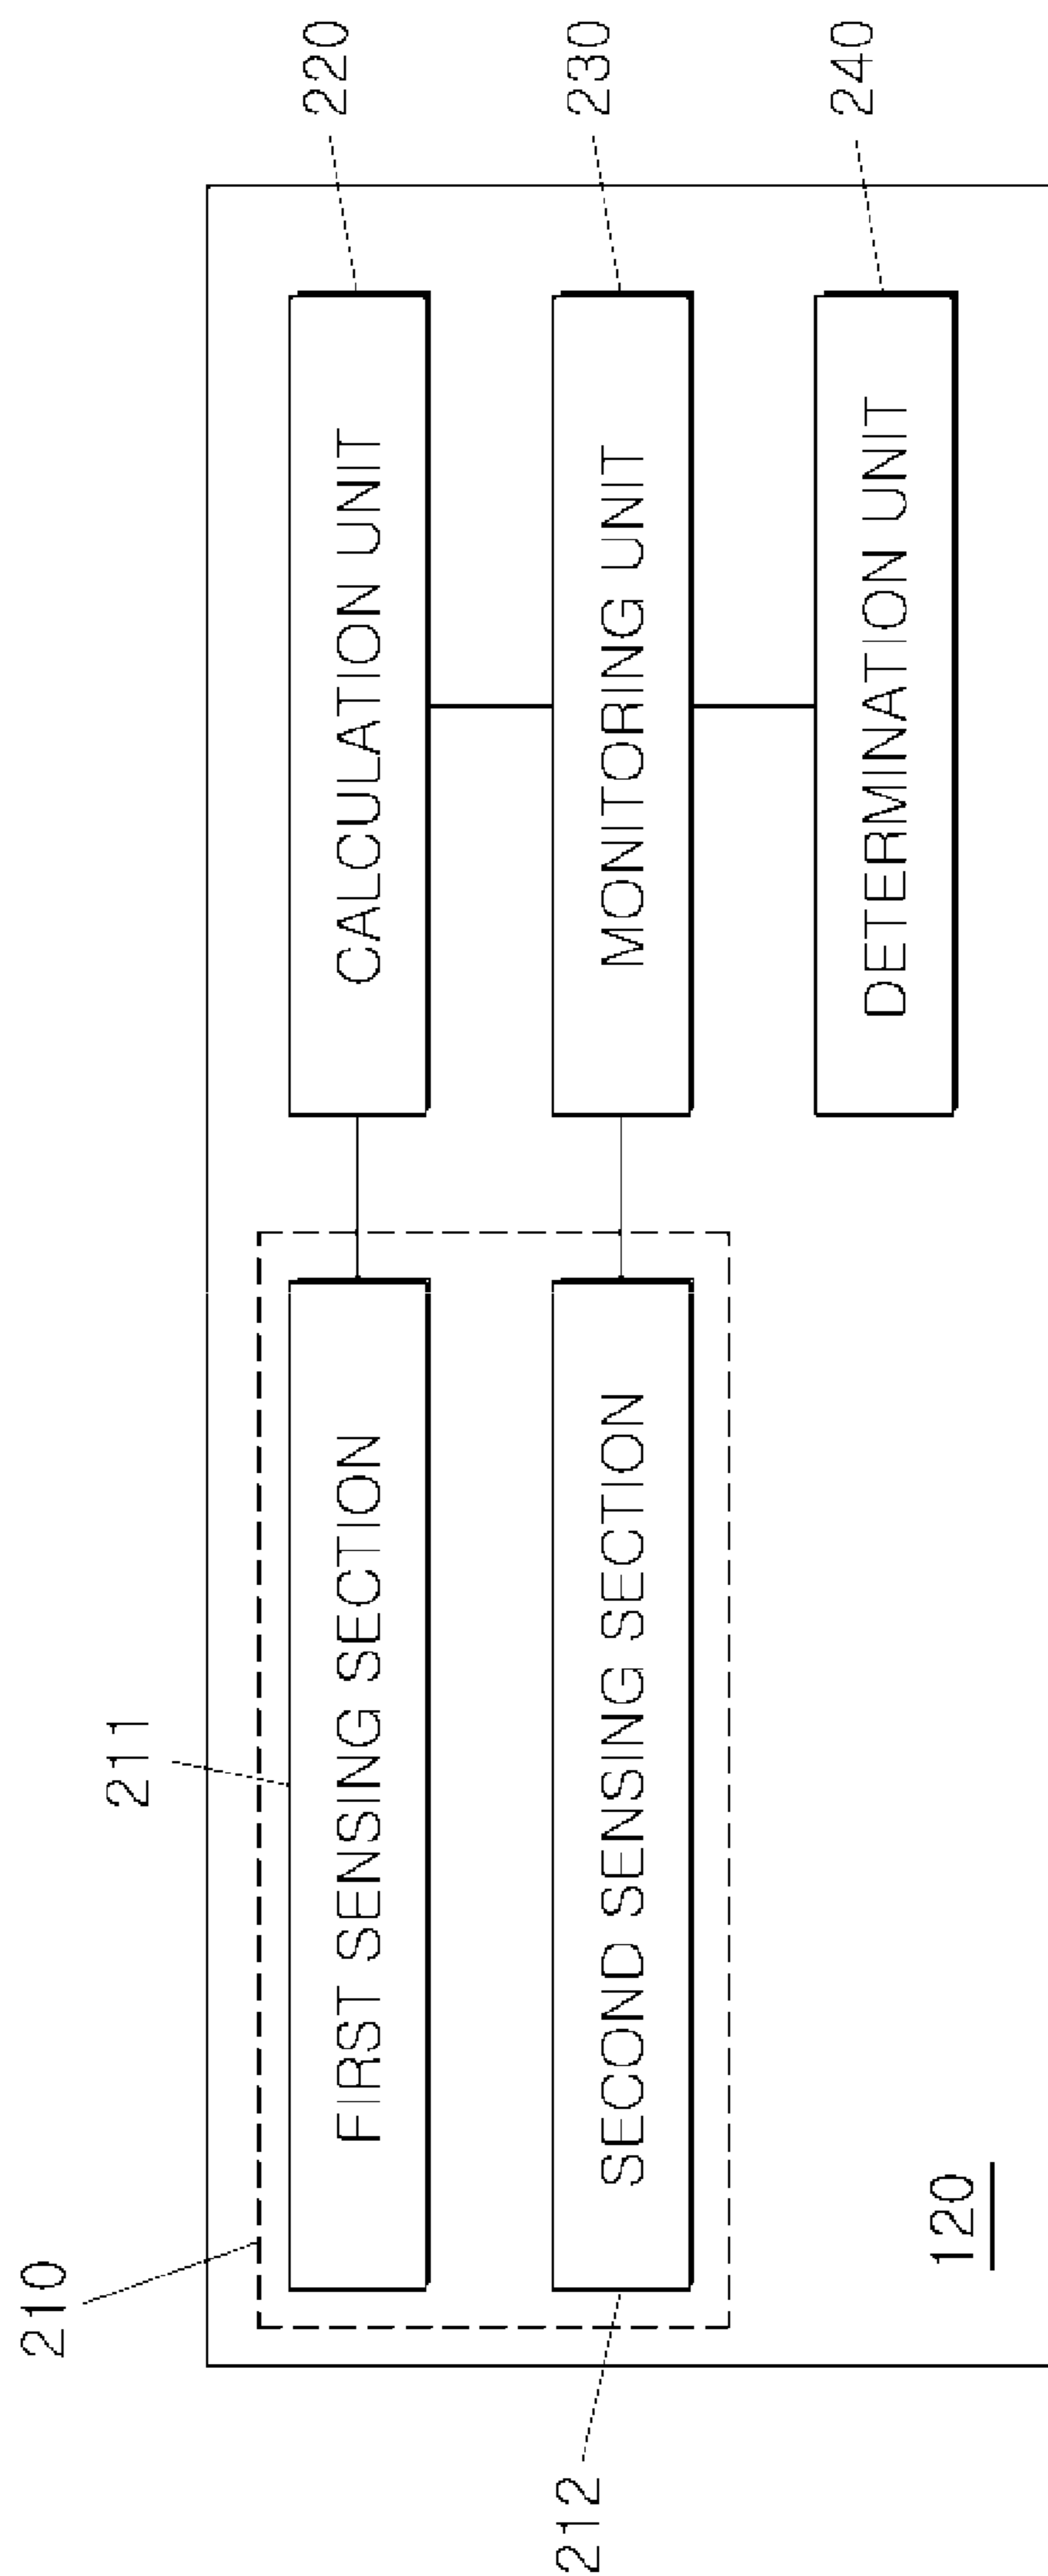 210
211
FIRST SENSING SECTION
CALCULATION UNIT
220
212
SECOND SENSING SECTION
MONITORING UNIT
230
DETERMINATION UNIT
240
120